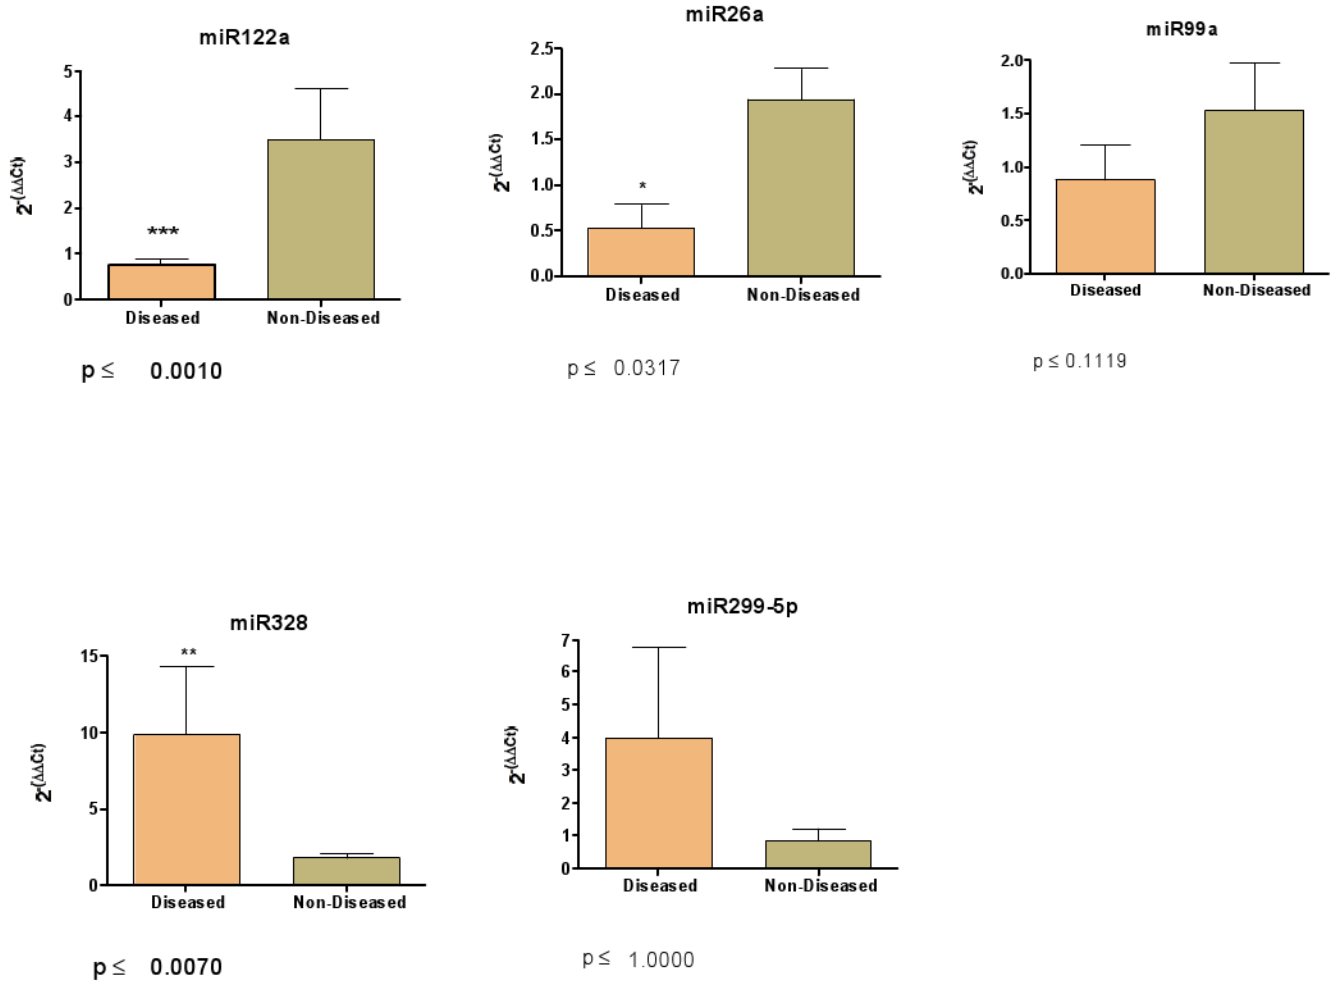 miR122a
5
4
3
2
1
0
2^-(ΔΔCt)
***
Diseased Non-Diseased
p ≤ 0.0010
miR26a
2.5
2.0
1.5
1.0
0.5
0.0
2^-(ΔΔCt)
*
Diseased Non-Diseased
p ≤ 0.0317
miR99a
2.0
1.5
1.0
0.5
0.0
2^-(ΔΔCt)
Diseased Non-Diseased
p ≤ 0.1119
miR328
15
10
5
0
2^-(ΔΔCt)
**
Diseased Non-Diseased
p ≤ 0.0070
miR299-5p
7
6
5
4
3
2
1
0
2^-(ΔΔCt)
Diseased Non-Diseased
p ≤ 1.0000